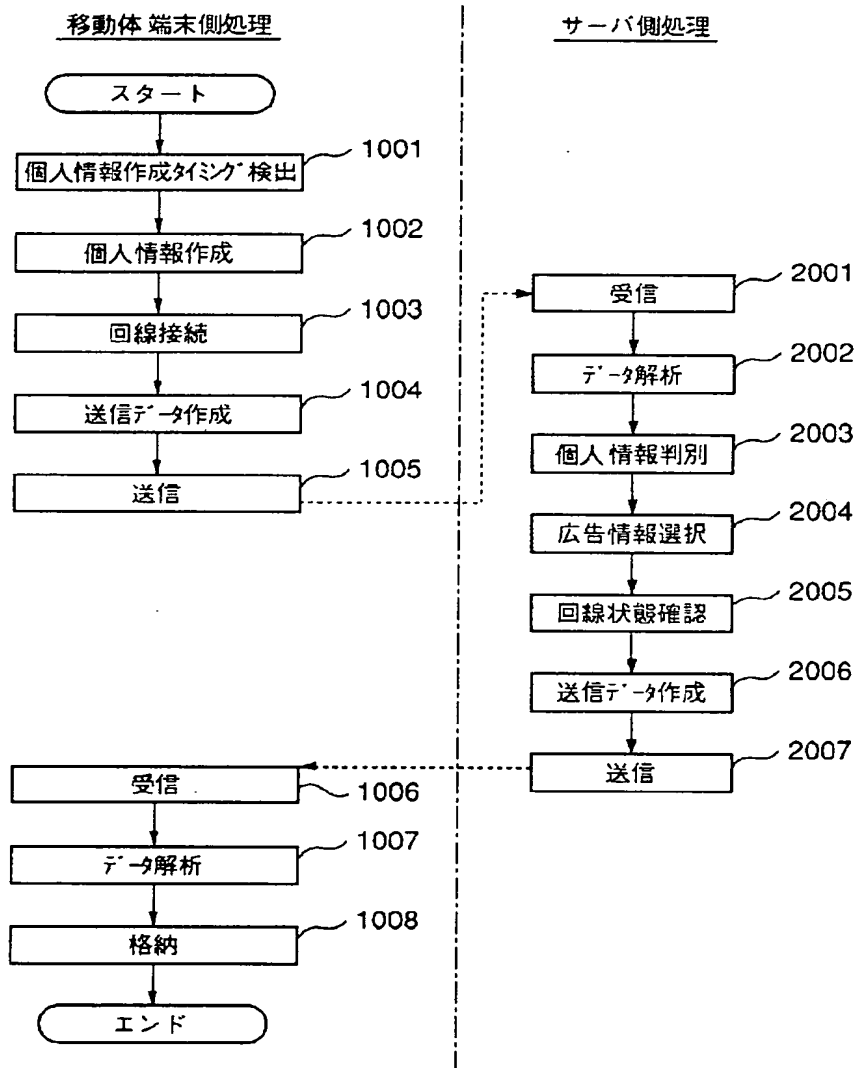 移動体端末側処理
スタート
個人情報作成タイミング検出
1001
個人情報作成
1002
回線接続
1003
送信データ作成
1004
送信
1005
サーバ側処理
受信
2001
データ解析
2002
個人情報判別
2003
広告情報選択
2004
回線状態確認
2005
送信データ作成
2006
送信
2007
受信
1006
データ解析
1007
格納
1008
エンド